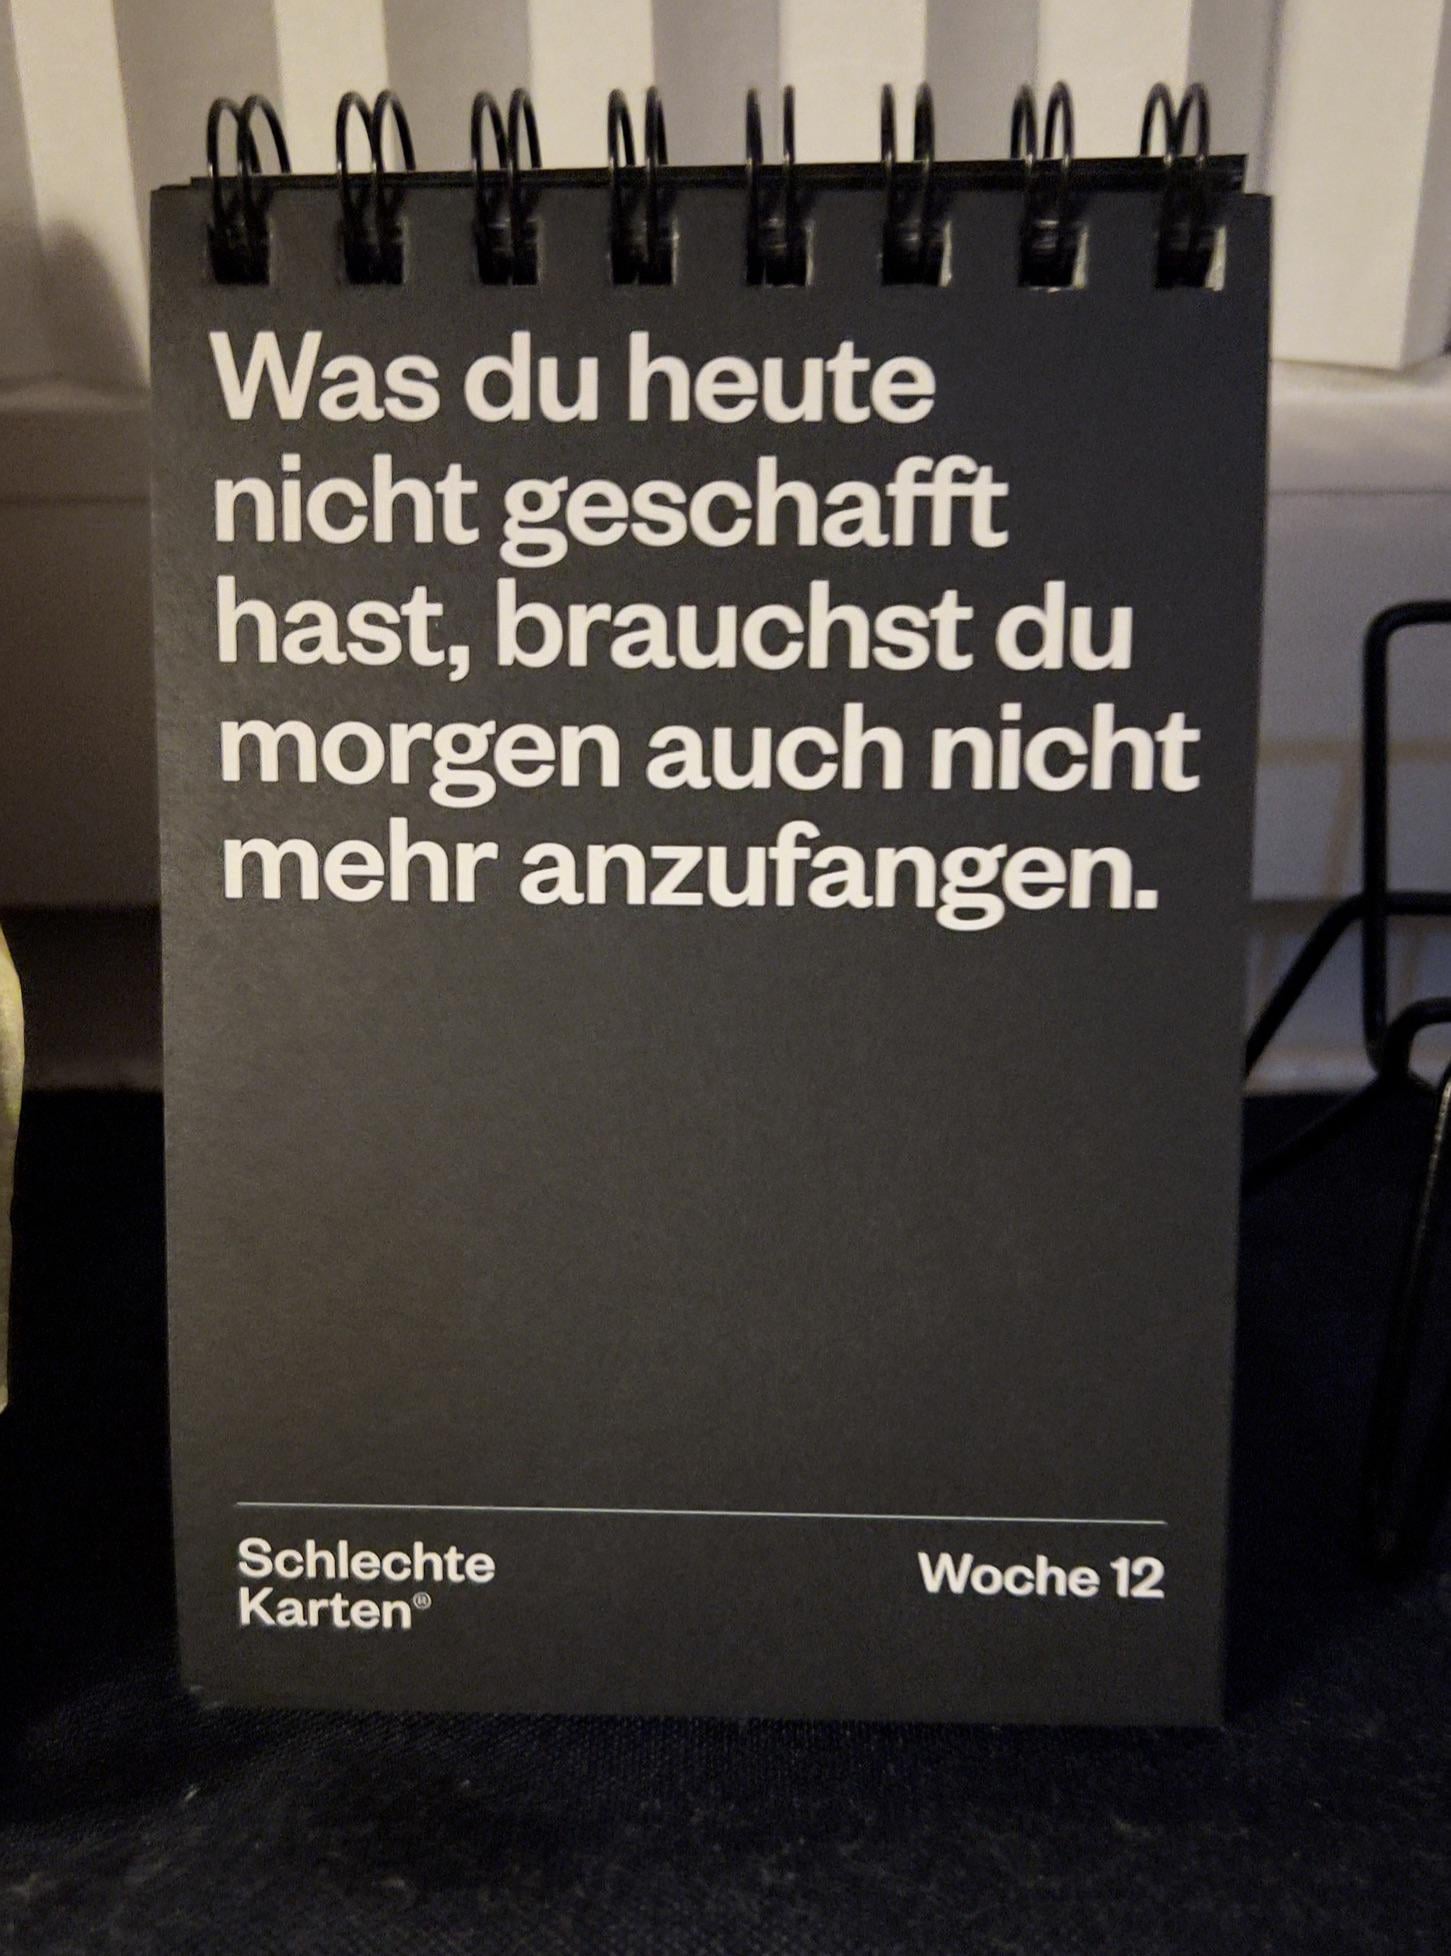 Was du heute
nicht geschafft
hast, brauchst du
morgen auch nicht
mehr anzufangen.
Schlechte
Karten®
Woche 12